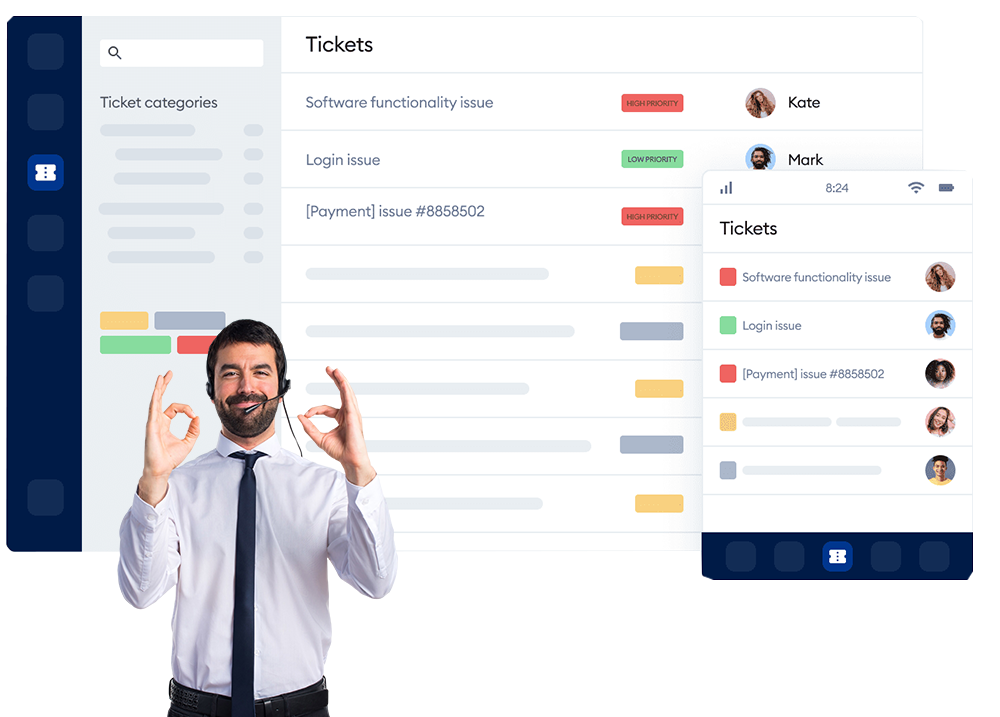 Tickets
Ticket categories
Software functionality issue
HIGH PRIORITY
Kate
Login issue
LOW PRIORITY
Mark
[Payment] issue #8858502
HIGH PRIORITY
8:24
Tickets
Software functionality issue
Login issue
[Payment] issue #8858502